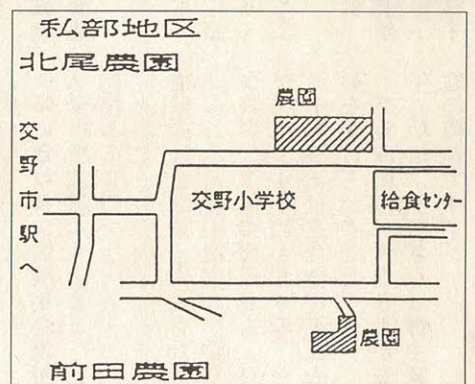 私部地区
北尾農園
農園
交野市駅へ
交野小学校
給食センター
農園
前田農園